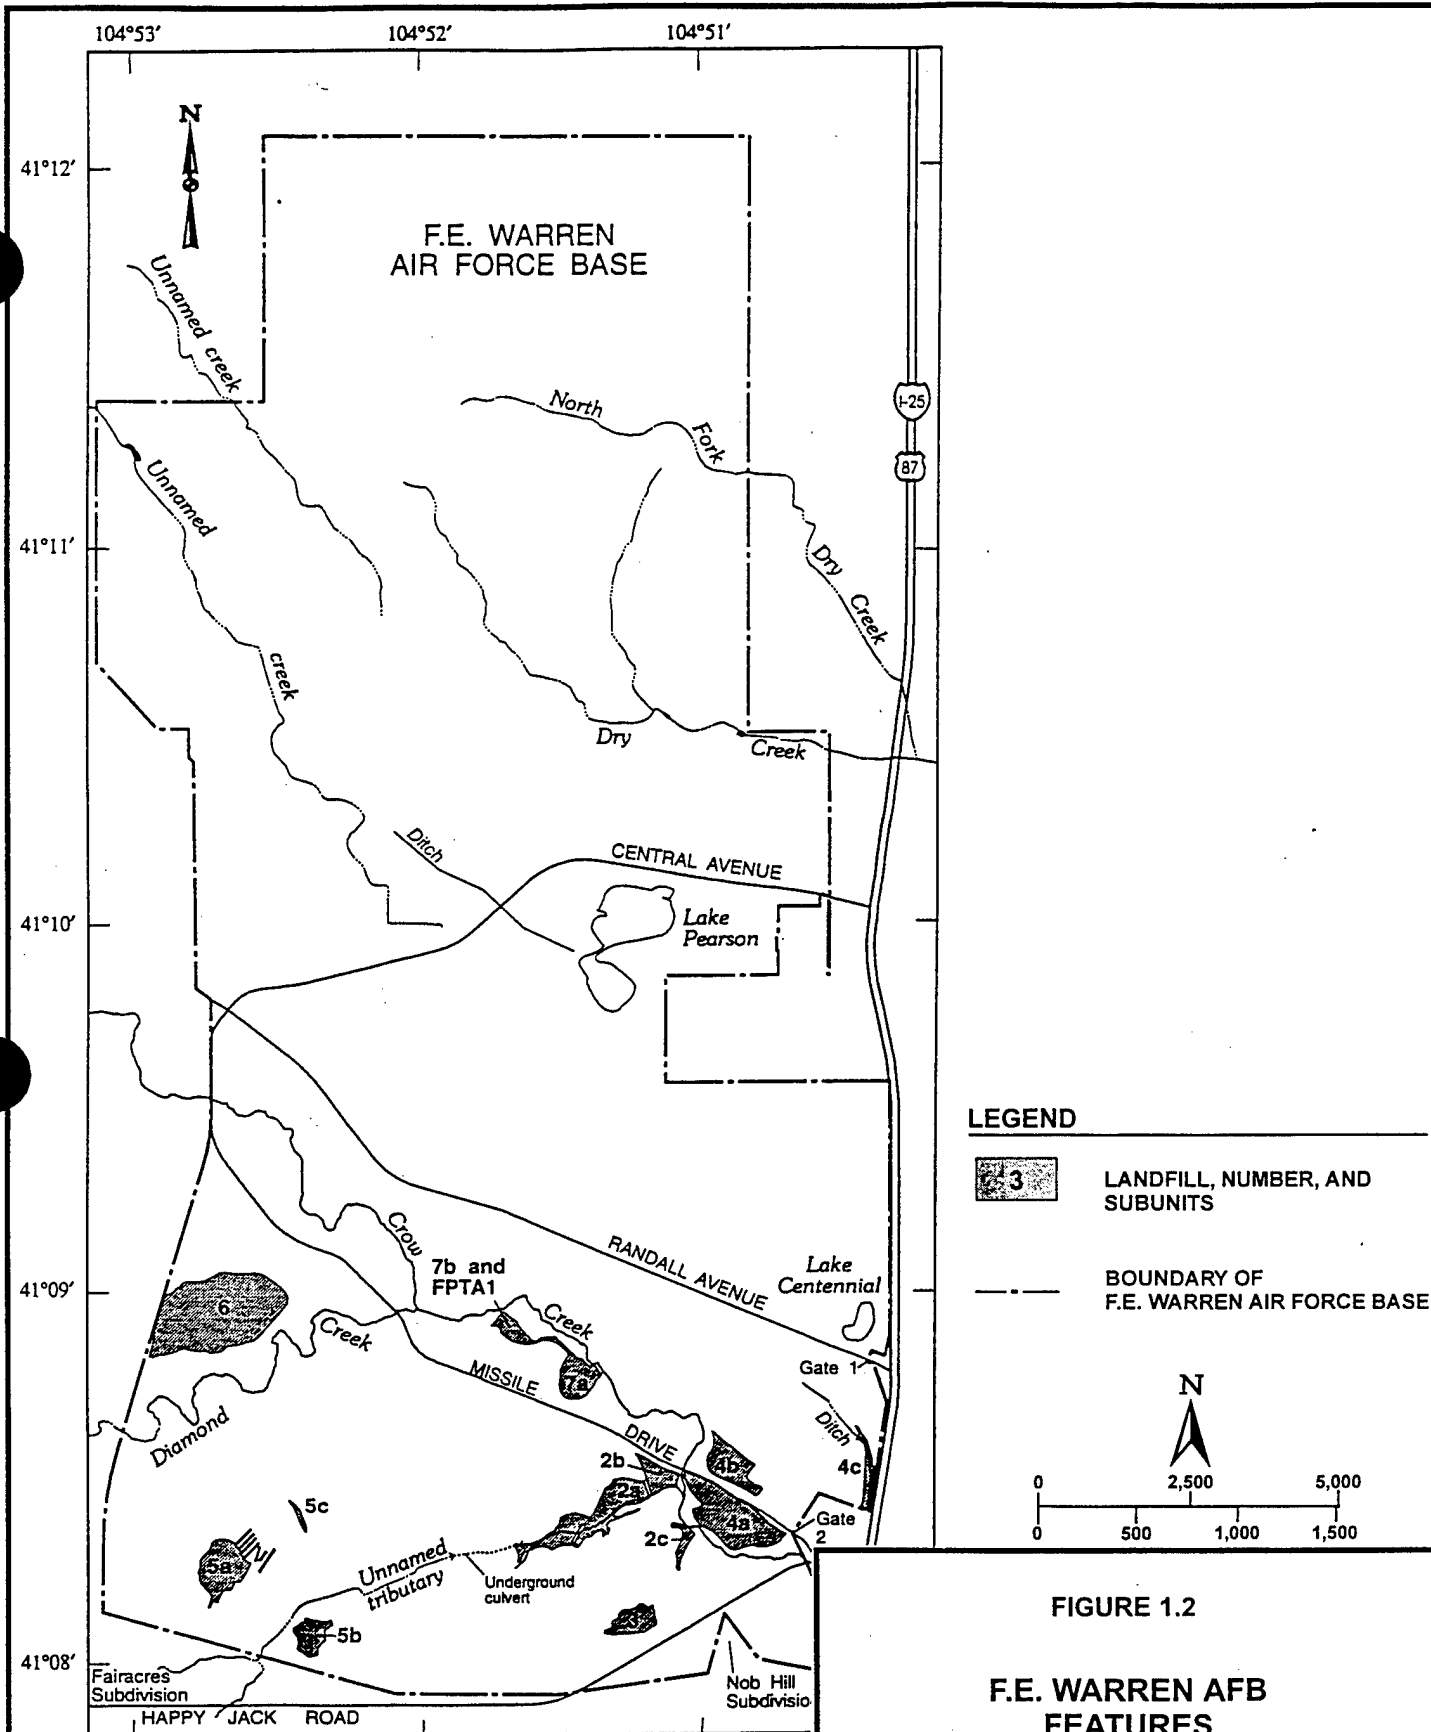 104°53′ 104°52′ 104°51′
N
41°12′
F.E. WARREN
AIR FORCE BASE
Unnamed creek
North Fork Dry Creek
I-25
87
Unnamed creek
41°11′
Dry Creek
Ditch
CENTRAL AVENUE
41°10′
Lake
Pearson
LEGEND
3
LANDFILL, NUMBER, AND
SUBUNITS
BOUNDARY OF
F.E. WARREN AIR FORCE BASE
Crow Creek
RANDALL AVENUE
Lake
Centennial
7b and
FPTA1
41°09′
6
Diamond Creek
MISSILE DRIVE
7a
Gate 1
Ditch
N
2b
4b
4c
2a
0 2,500 5,000
0 500 1,000 1,500
5c
4a
Gate
2
2c
5a
Unnamed
tributary
Underground
culvert
3
5b
41°08′
Fairacres
Subdivision
Nob Hill
Subdivisio
HAPPY JACK ROAD
FIGURE 1.2
F.E. WARREN AFB
FEATURES